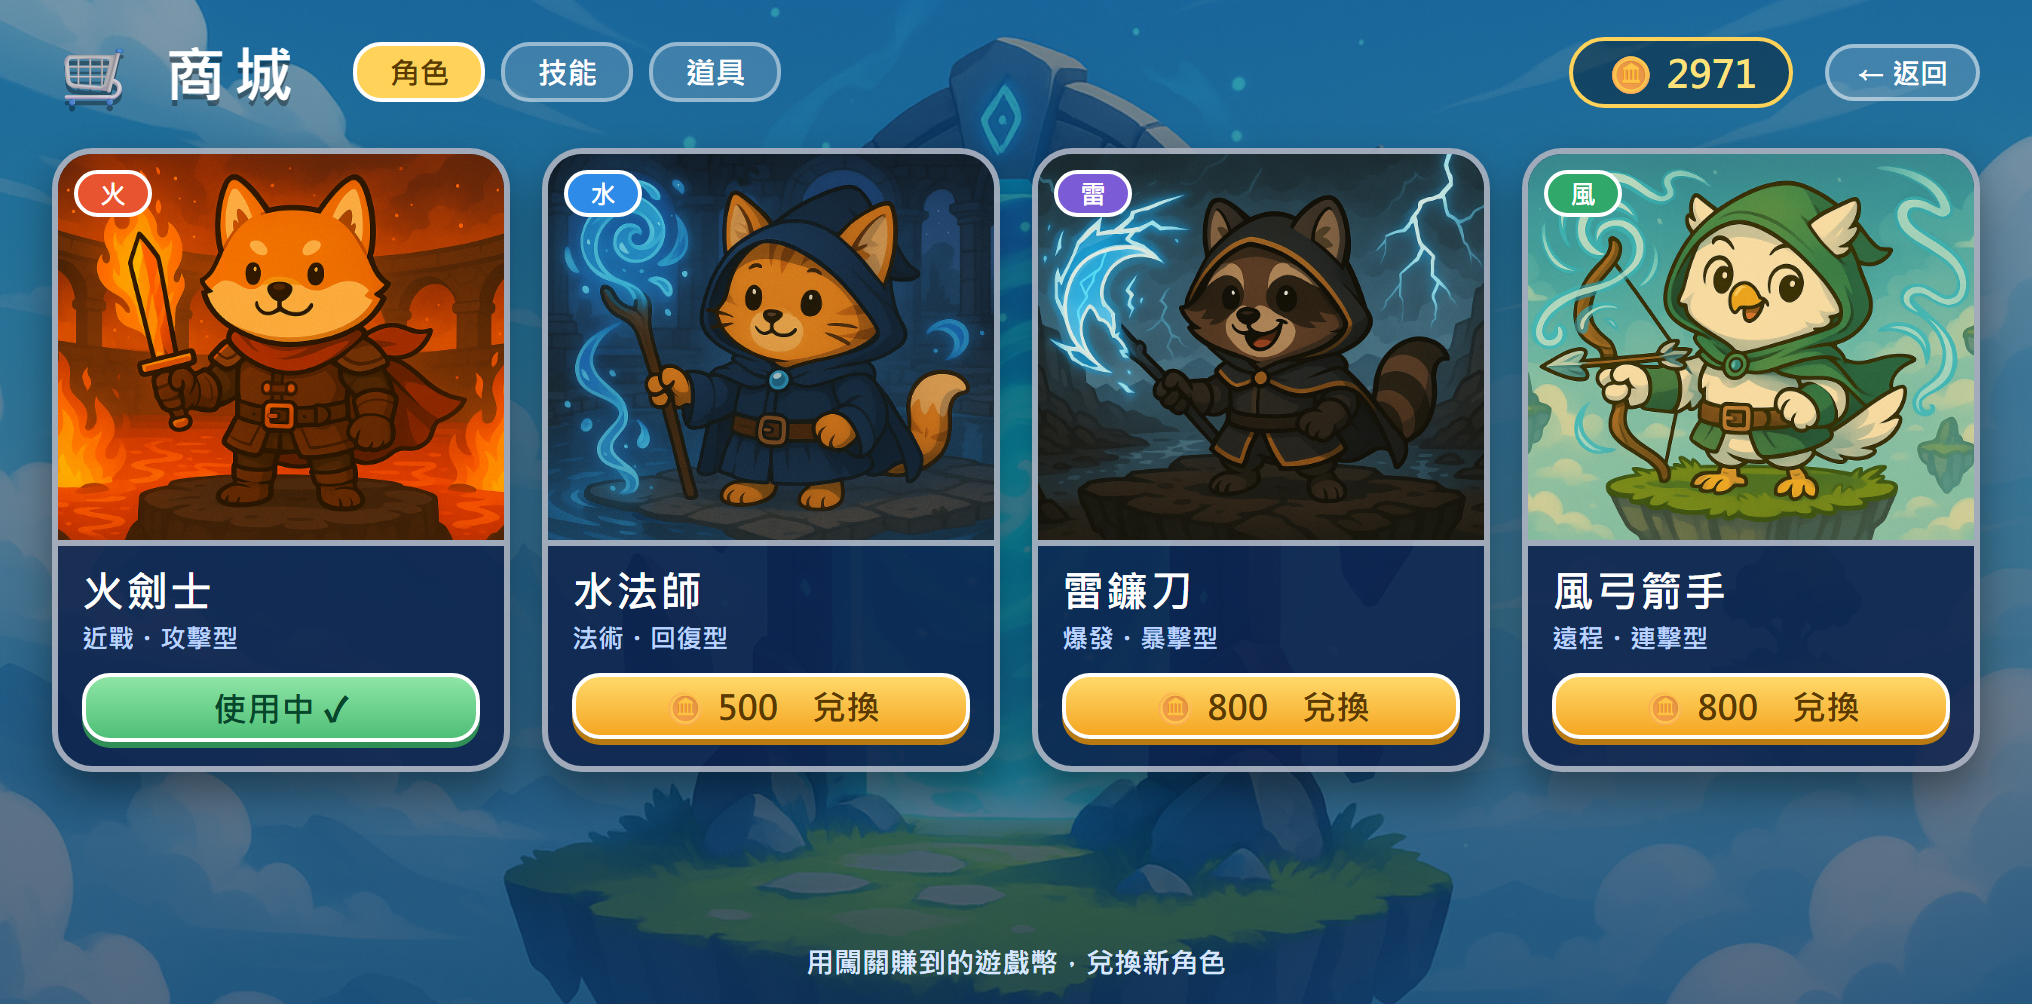 商城
角色
技能
道具
2971
← 返回
火
水
雷
風
火劍士
近戰・攻擊型
使用中 ✓
水法師
法術・回復型
500 兌換
雷鐮刀
爆發・暴擊型
800 兌換
風弓箭手
遠程・連擊型
800 兌換
用闖關賺到的遊戲幣・兌換新角色